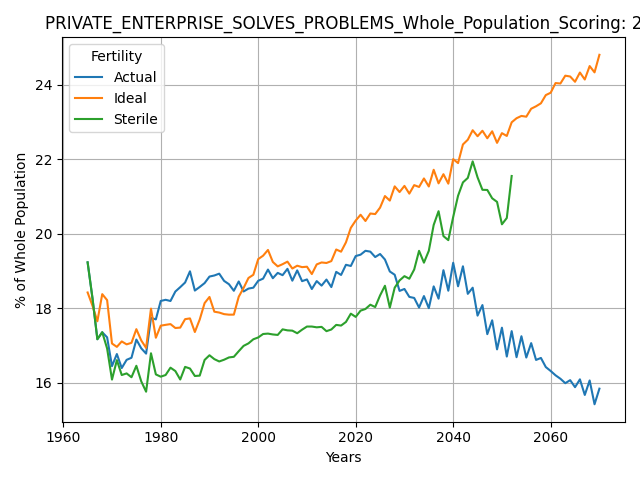 PRIVATE_ENTERPRISE_SOLVES_PROBLEMS_Whole_Population_Scoring: 2
Fertility
Actual
Ideal
Sterile
% of Whole Population
24
22
20
18
16
1960
1980
2000
2020
2040
2060
Years